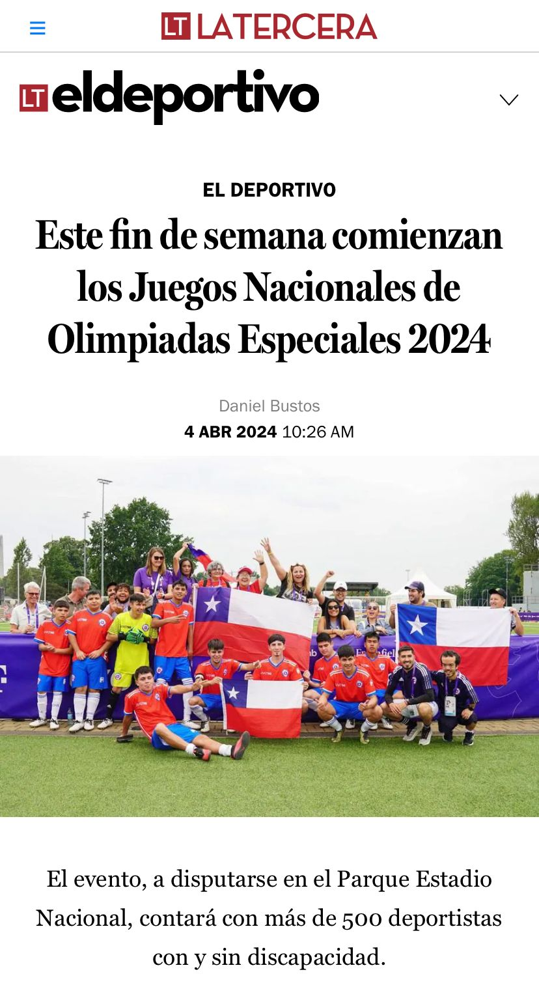 LT LATERCERA
LT eldeportivo
EL DEPORTIVO
Este fin de semana comienzan
los Juegos Nacionales de
Olimpiadas Especiales 2024
Daniel Bustos
4 ABR 2024 10:26 AM
El evento, a disputarse en el Parque Estadio
Nacional, contará con más de 500 deportistas
con y sin discapacidad.